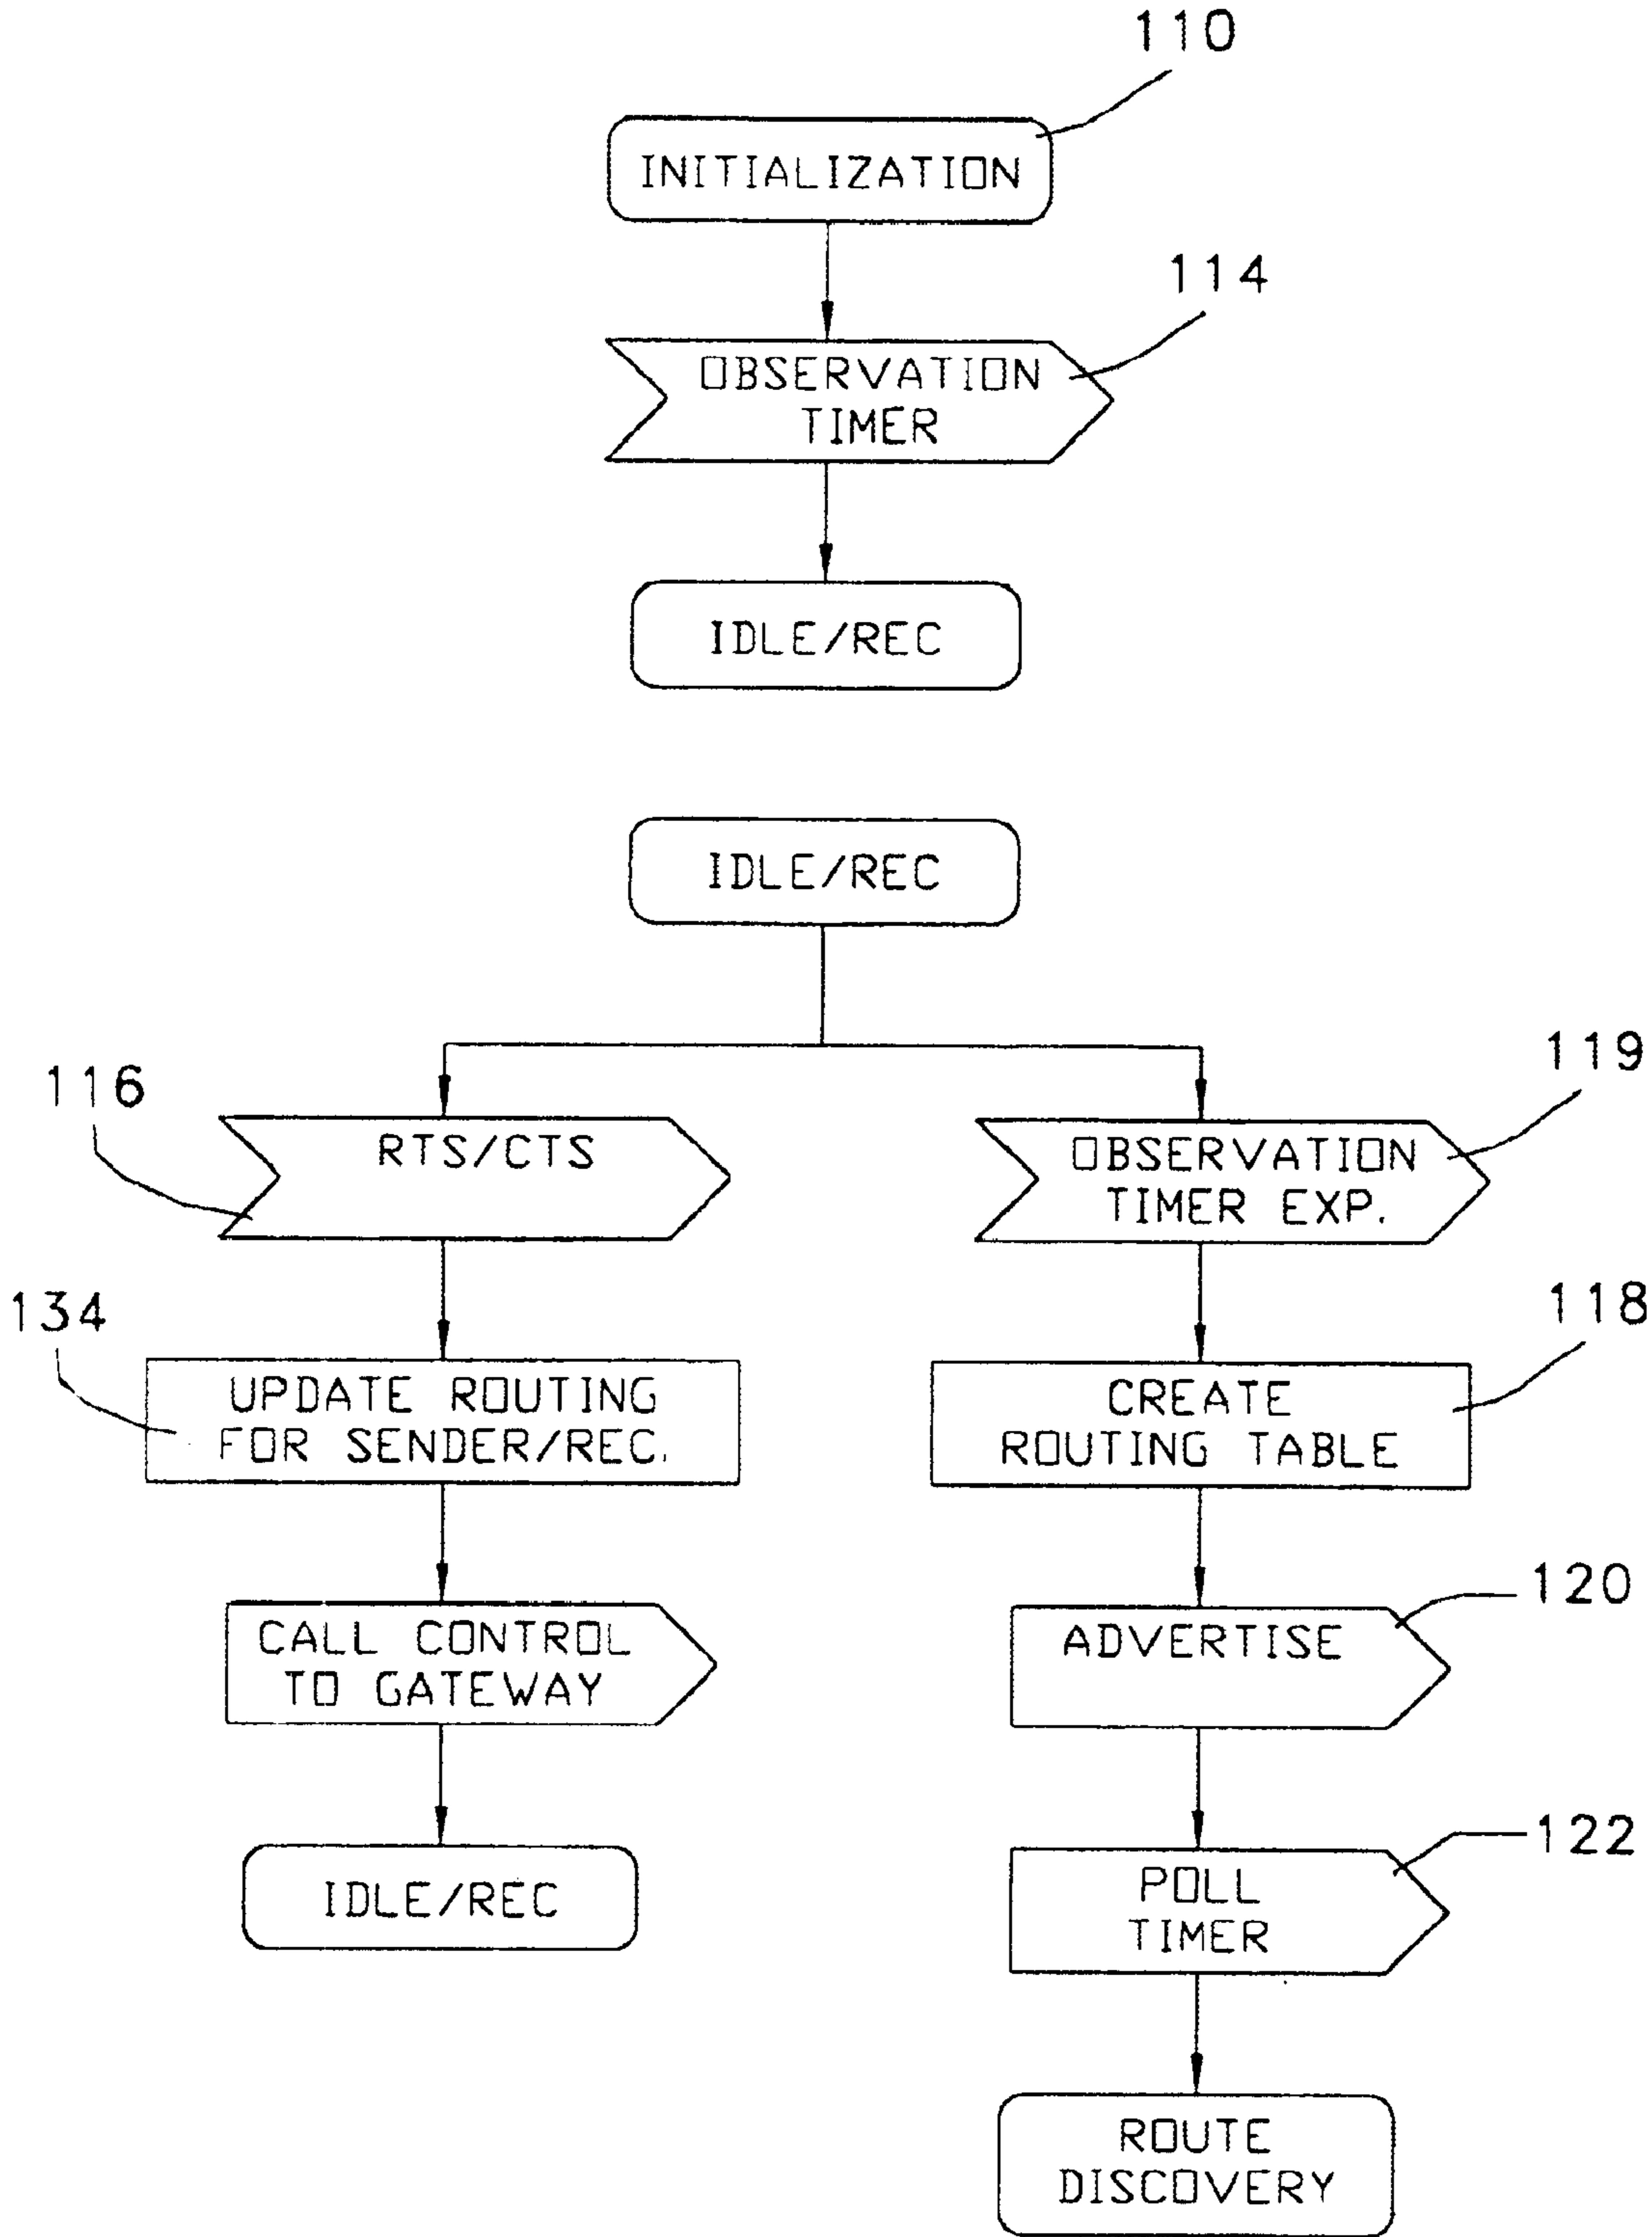 110
INITIALIZATION
114
OBSERVATION
TIMER
IDLE/REC
IDLE/REC
116
RTS/CTS
119
OBSERVATION
TIMER EXP.
134
UPDATE ROUTING
FOR SENDER/REC.
118
CREATE
ROUTING TABLE
CALL CONTROL
TO GATEWAY
120
ADVERTISE
IDLE/REC
122
POLL
TIMER
ROUTE
DISCOVERY